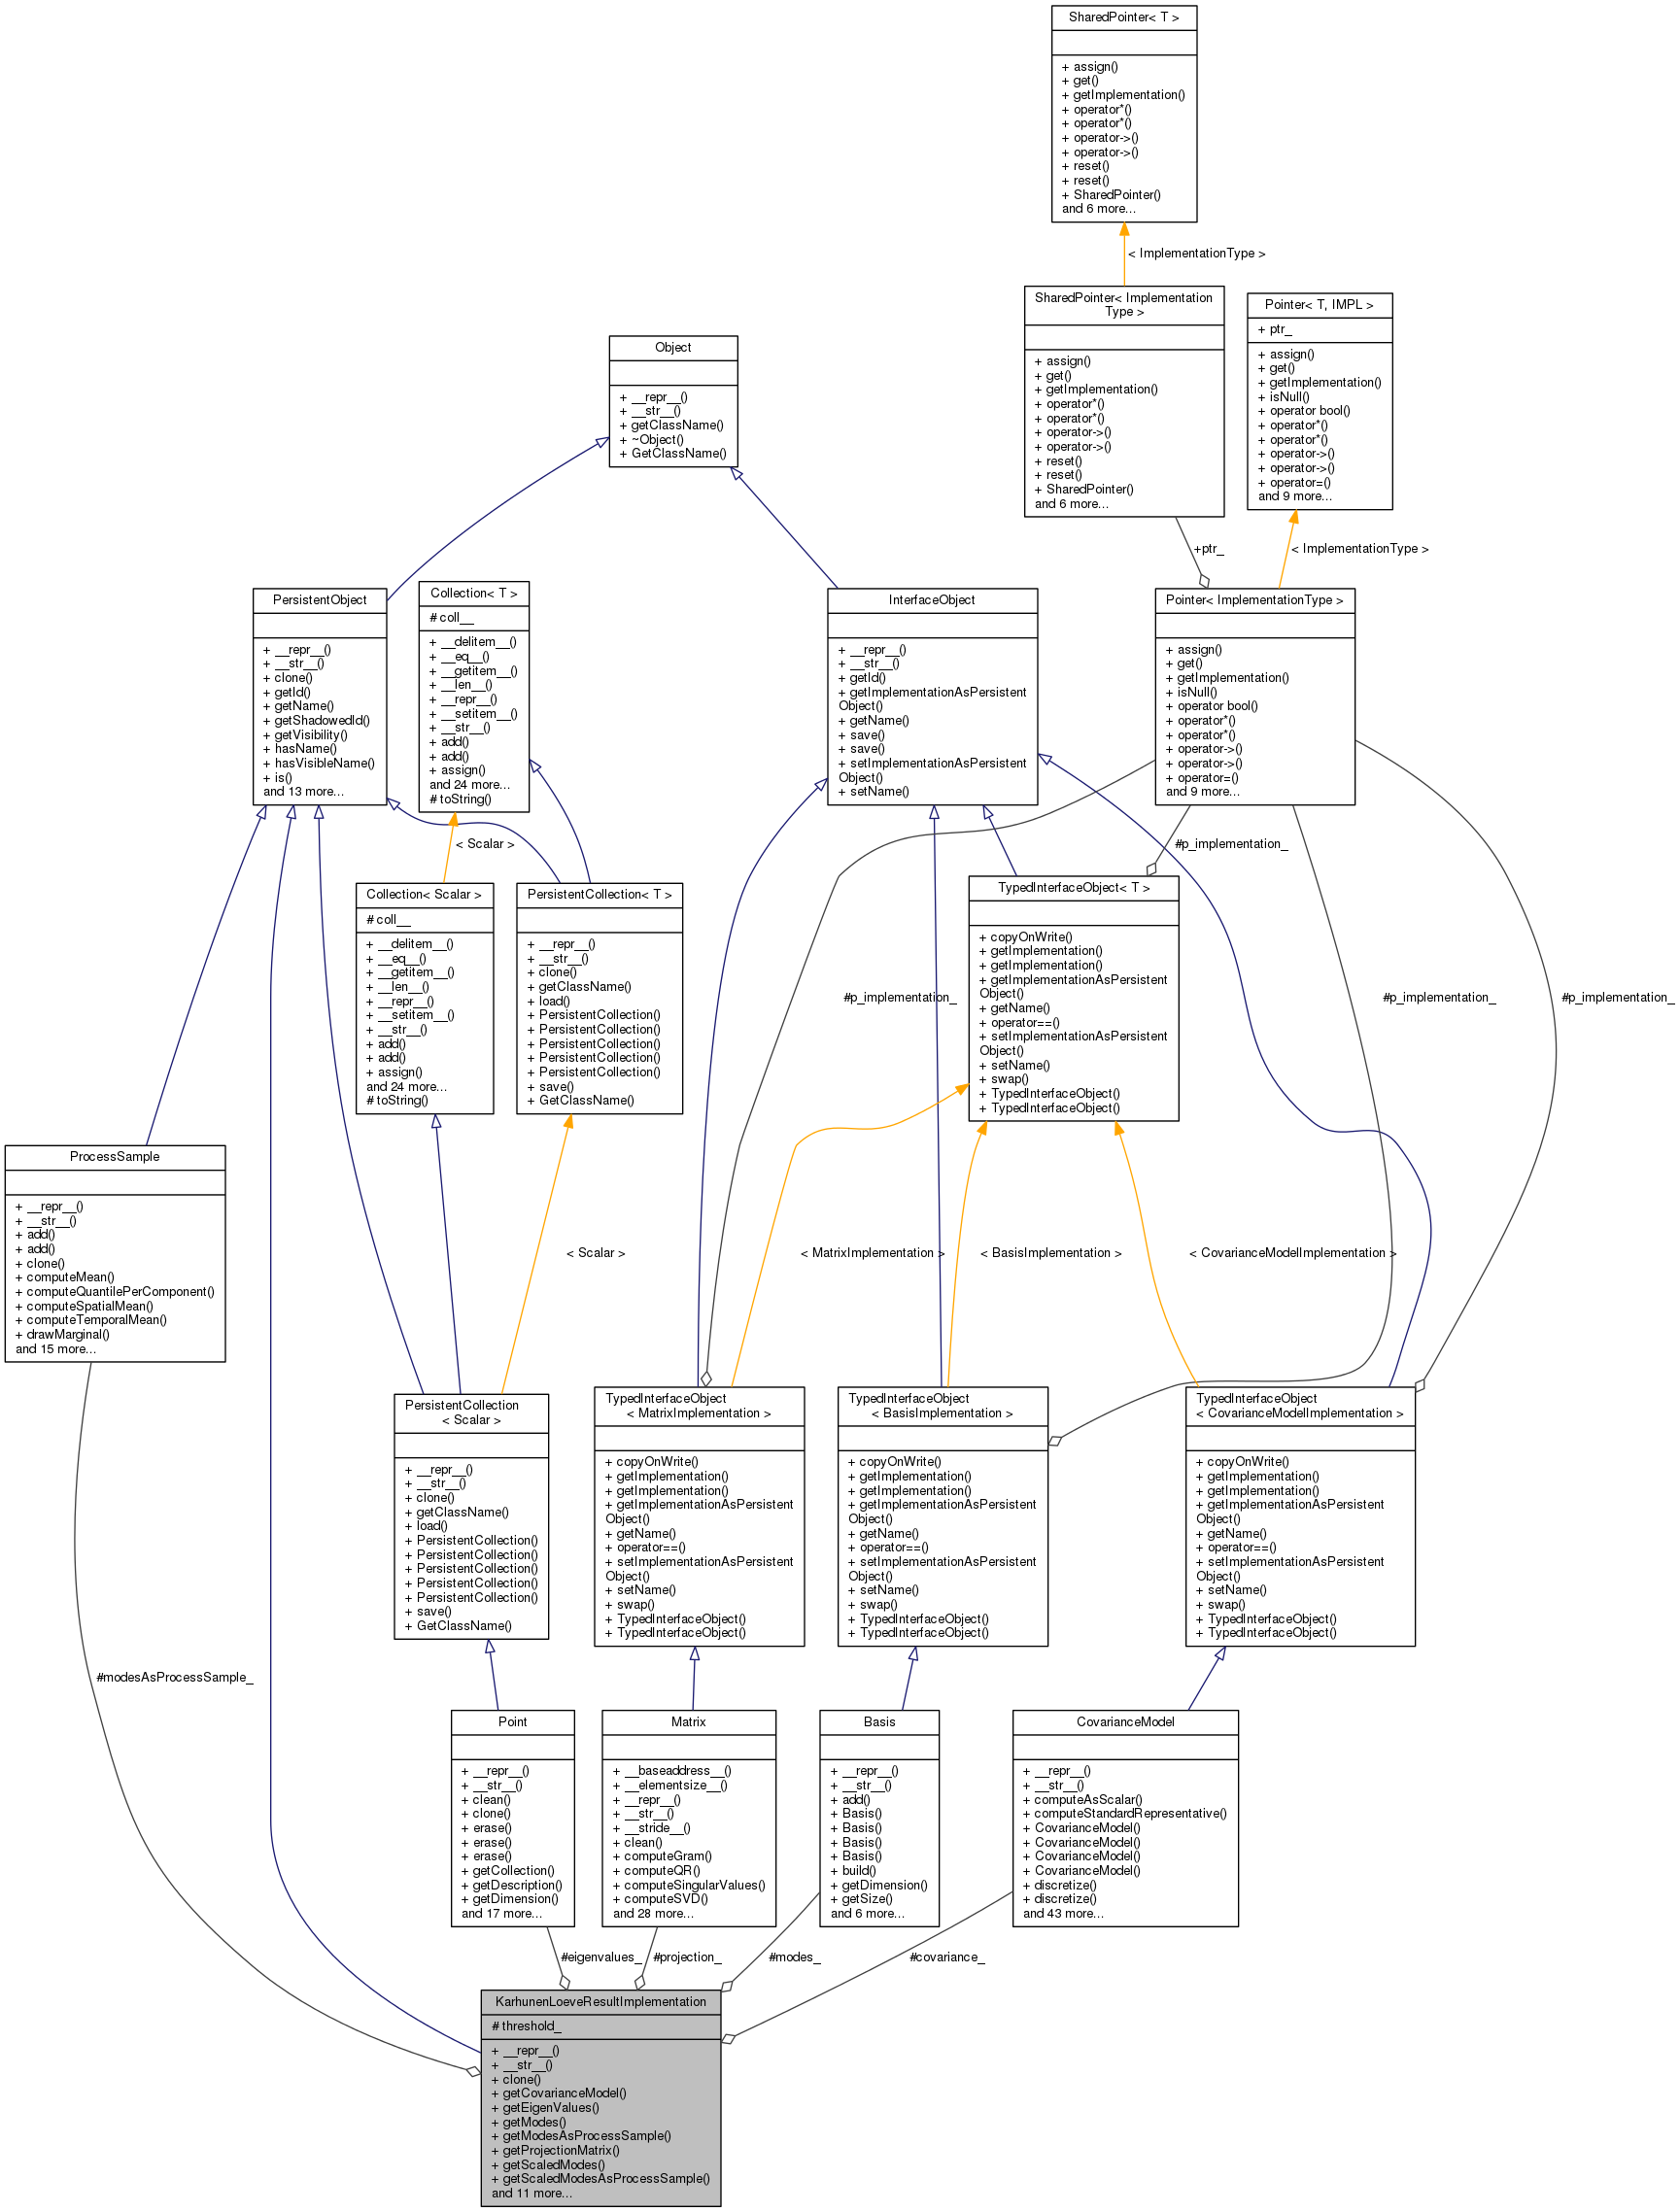 SharedPointer< T >
+ assign()
+ get()
+ getImplementation()
+ operator*()
+ operator*()
+ operator->()
+ operator->()
+ reset()
+ reset()
+ SharedPointer()
and 6 more...
< ImplementationType >
SharedPointer< Implementation
Type >
+ assign()
+ get()
+ getImplementation()
+ operator*()
+ operator*()
+ operator->()
+ operator->()
+ reset()
+ reset()
+ SharedPointer()
and 6 more...
Pointer< T, IMPL >
+ ptr_
+ assign()
+ get()
+ getImplementation()
+ isNull()
+ operator bool()
+ operator*()
+ operator*()
+ operator->()
+ operator->()
+ operator=()
and 9 more...
Object
+ __repr__()
+ __str__()
+ getClassName()
+ ~Object()
+ GetClassName()
+ptr_
< ImplementationType >
PersistentObject
+ __repr__()
+ __str__()
+ clone()
+ getId()
+ getName()
+ getShadowedId()
+ getVisibility()
+ hasName()
+ hasVisibleName()
+ is()
and 13 more...
Collection< T >
# coll__
+ __delitem__()
+ __eq__()
+ __getitem__()
+ __len__()
+ __repr__()
+ __setitem__()
+ __str__()
+ add()
+ add()
+ assign()
and 24 more...
# toString()
InterfaceObject
+ __repr__()
+ __str__()
+ getId()
+ getImplementationAsPersistent
Object()
+ getName()
+ save()
+ save()
+ setImplementationAsPersistent
Object()
+ setName()
Pointer< ImplementationType >
+ assign()
+ get()
+ getImplementation()
+ isNull()
+ operator bool()
+ operator*()
+ operator*()
+ operator->()
+ operator->()
+ operator=()
and 9 more...
< Scalar >
#p_implementation_
Collection< Scalar >
# coll__
+ __delitem__()
+ __eq__()
+ __getitem__()
+ __len__()
+ __repr__()
+ __setitem__()
+ __str__()
+ add()
+ add()
+ assign()
and 24 more...
# toString()
PersistentCollection< T >
+ __repr__()
+ __str__()
+ clone()
+ getClassName()
+ load()
+ PersistentCollection()
+ PersistentCollection()
+ PersistentCollection()
+ PersistentCollection()
+ PersistentCollection()
+ save()
+ GetClassName()
#p_implementation_
TypedInterfaceObject< T >
+ copyOnWrite()
+ getImplementation()
+ getImplementation()
+ getImplementationAsPersistent
Object()
+ getName()
+ operator==()
+ setImplementationAsPersistent
Object()
+ setName()
+ swap()
+ TypedInterfaceObject()
+ TypedInterfaceObject()
#p_implementation_
#p_implementation_
ProcessSample
+ __repr__()
+ __str__()
+ add()
+ add()
+ clone()
+ computeMean()
+ computeQuantilePerComponent()
+ computeSpatialMean()
+ computeTemporalMean()
+ drawMarginal()
and 15 more...
< Scalar >
< MatrixImplementation >
< BasisImplementation >
< CovarianceModelImplementation >
PersistentCollection
< Scalar >
+ __repr__()
+ __str__()
+ clone()
+ getClassName()
+ load()
+ PersistentCollection()
+ PersistentCollection()
+ PersistentCollection()
+ PersistentCollection()
+ PersistentCollection()
+ save()
+ GetClassName()
TypedInterfaceObject
< MatrixImplementation >
+ copyOnWrite()
+ getImplementation()
+ getImplementation()
+ getImplementationAsPersistent
Object()
+ getName()
+ operator==()
+ setImplementationAsPersistent
Object()
+ setName()
+ swap()
+ TypedInterfaceObject()
+ TypedInterfaceObject()
TypedInterfaceObject
< BasisImplementation >
+ copyOnWrite()
+ getImplementation()
+ getImplementation()
+ getImplementationAsPersistent
Object()
+ getName()
+ operator==()
+ setImplementationAsPersistent
Object()
+ setName()
+ swap()
+ TypedInterfaceObject()
+ TypedInterfaceObject()
TypedInterfaceObject
< CovarianceModelImplementation >
+ copyOnWrite()
+ getImplementation()
+ getImplementation()
+ getImplementationAsPersistent
Object()
+ getName()
+ operator==()
+ setImplementationAsPersistent
Object()
+ setName()
+ swap()
+ TypedInterfaceObject()
+ TypedInterfaceObject()
#modesAsProcessSample_
Point
+ __repr__()
+ __str__()
+ clean()
+ clone()
+ erase()
+ erase()
+ erase()
+ getCollection()
+ getDescription()
+ getDimension()
and 17 more...
Matrix
+ __baseaddress__()
+ __elementsize__()
+ __repr__()
+ __str__()
+ __stride__()
+ clean()
+ computeGram()
+ computeQR()
+ computeSingularValues()
+ computeSVD()
and 28 more...
Basis
+ __repr__()
+ __str__()
+ add()
+ Basis()
+ Basis()
+ Basis()
+ Basis()
+ build()
+ getDimension()
+ getSize()
and 6 more...
CovarianceModel
+ __repr__()
+ __str__()
+ computeAsScalar()
+ computeStandardRepresentative()
+ CovarianceModel()
+ CovarianceModel()
+ CovarianceModel()
+ CovarianceModel()
+ discretize()
+ discretize()
and 43 more...
#eigenvalues_
#projection_
#modes_
#covariance_
KarhunenLoeveResultImplementation
# threshold_
+ __repr__()
+ __str__()
+ clone()
+ getCovarianceModel()
+ getEigenValues()
+ getModes()
+ getModesAsProcessSample()
+ getProjectionMatrix()
+ getScaledModes()
+ getScaledModesAsProcessSample()
and 11 more...